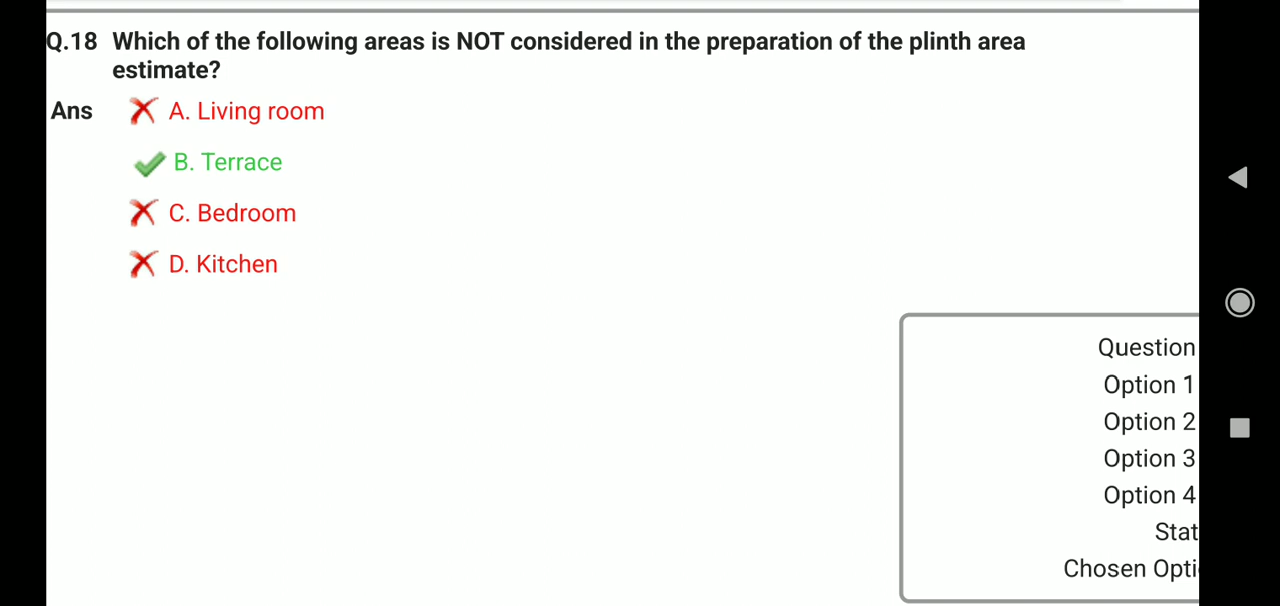 Q.18 Which of the following areas is NOT considered in the preparation of the plinth area
estimate?
Ans A. Living room
B. Terrace
C. Bedroom
D. Kitchen
Question
Option 1
Option 2
Option 3
Option 4
Stat
Chosen Opti